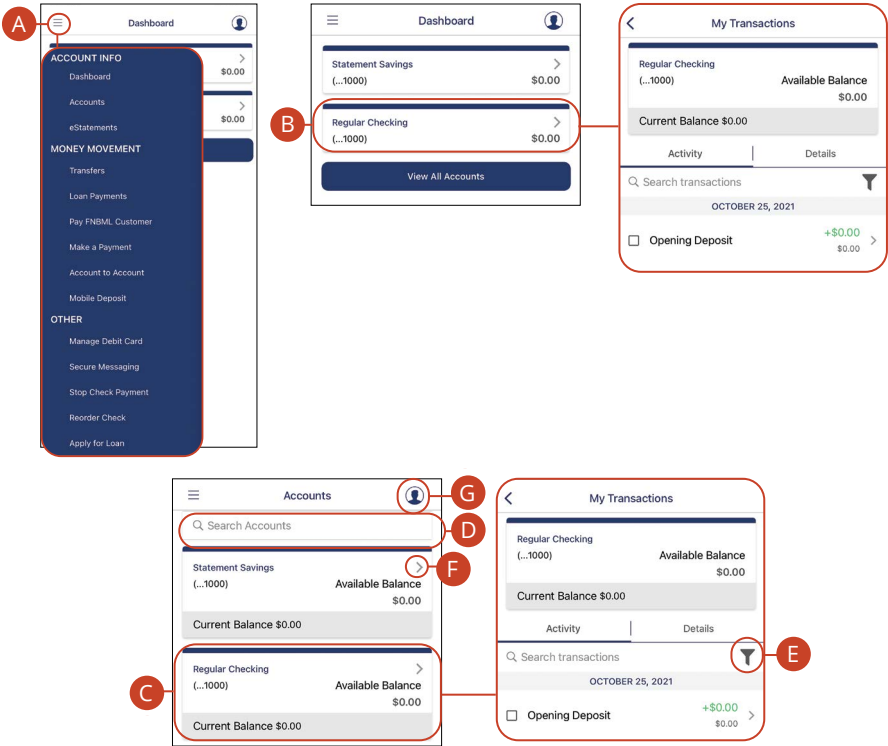 A
Dashboard
$0.00
$0.00
ACCOUNT INFO
Dashboard
Accounts
eStatements
MONEY MOVEMENT
Transfers
Loan Payments
Pay FNBML Customer
Make a Payment
Account to Account
Mobile Deposit
OTHER
Manage Debit Card
Secure Messaging
Stop Check Payment
Reorder Check
Apply for Loan
B
Dashboard
Statement Savings
(...1000) $0.00
Regular Checking
(...1000) $0.00
View All Accounts
My Transactions
Regular Checking
(...1000) Available Balance
$0.00
Current Balance $0.00
Activity Details
Search transactions
OCTOBER 25, 2021
Opening Deposit +$0.00
$0.00
Accounts
G
Search Accounts
D
Statement Savings
F
(...1000) Available Balance
$0.00
Current Balance $0.00
C
Regular Checking
(...1000) Available Balance
$0.00
Current Balance $0.00
My Transactions
Regular Checking
(...1000) Available Balance
$0.00
Current Balance $0.00
Activity Details
Search transactions
E
OCTOBER 25, 2021
Opening Deposit +$0.00
$0.00